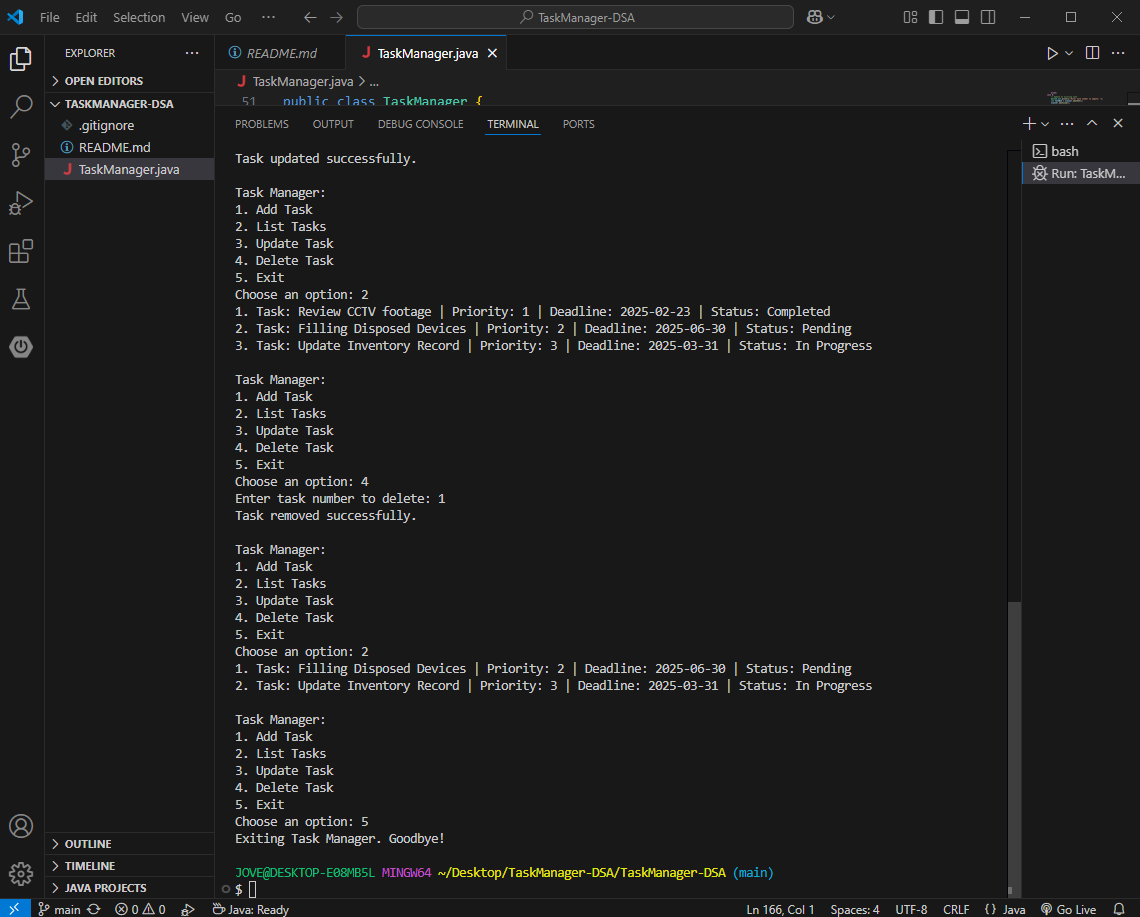 File Edit Selection View Go ··· TaskManager-DSA
EXPLORER ···
OPEN EDITORS
TASKMANAGER-DSA
.gitignore
README.md
J TaskManager.java
README.md
J TaskManager.java
J TaskManager.java > ...
51 public class TaskManager {
PROBLEMS OUTPUT DEBUG CONSOLE TERMINAL PORTS
bash
Run: TaskM...
Task updated successfully.
Task Manager:
1. Add Task
2. List Tasks
3. Update Task
4. Delete Task
5. Exit
Choose an option: 2
1. Task: Review CCTV footage | Priority: 1 | Deadline: 2025-02-23 | Status: Completed
2. Task: Filling Disposed Devices | Priority: 2 | Deadline: 2025-06-30 | Status: Pending
3. Task: Update Inventory Record | Priority: 3 | Deadline: 2025-03-31 | Status: In Progress
Task Manager:
1. Add Task
2. List Tasks
3. Update Task
4. Delete Task
5. Exit
Choose an option: 4
Enter task number to delete: 1
Task removed successfully.
Task Manager:
1. Add Task
2. List Tasks
3. Update Task
4. Delete Task
5. Exit
Choose an option: 2
1. Task: Filling Disposed Devices | Priority: 2 | Deadline: 2025-06-30 | Status: Pending
2. Task: Update Inventory Record | Priority: 3 | Deadline: 2025-03-31 | Status: In Progress
Task Manager:
1. Add Task
2. List Tasks
3. Update Task
4. Delete Task
5. Exit
Choose an option: 5
Exiting Task Manager. Goodbye!
JOVE@DESKTOP-E08MB5L MINGW64 ~/Desktop/TaskManager-DSA/TaskManager-DSA (main)
$
OUTLINE
TIMELINE
JAVA PROJECTS
main 0 0 Java: Ready Ln 166, Col 1 Spaces: 4 UTF-8 CRLF {} Java Go Live